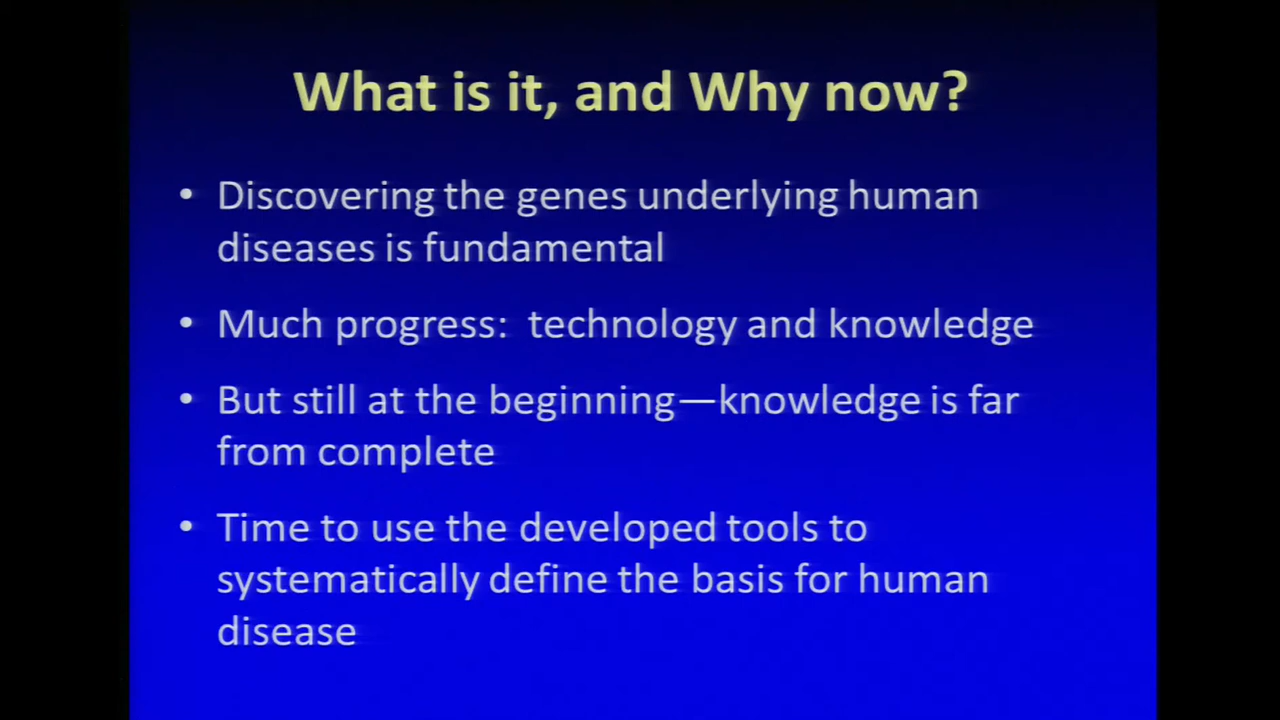 What is it, and Why now?
• Discovering the genes underlying human
diseases is fundamental
• Much progress:  technology and knowledge
• But still at the beginning—knowledge is far
from complete
• Time to use the developed tools to
systematically define the basis for human
disease